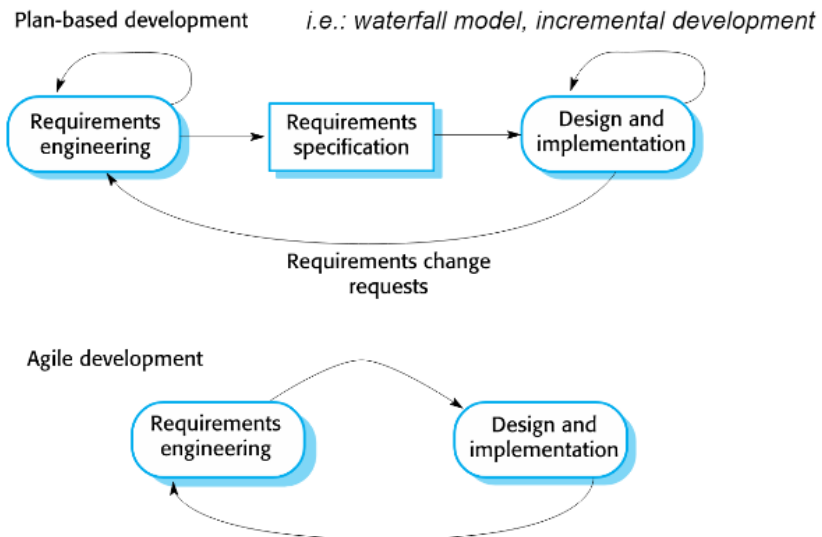 Plan-based development
i.e.: waterfall model, incremental development
Requirements
engineering
Requirements
specification
Design and
implementation
Requirements change
requests
Agile development
Requirements
engineering
Design and
implementation